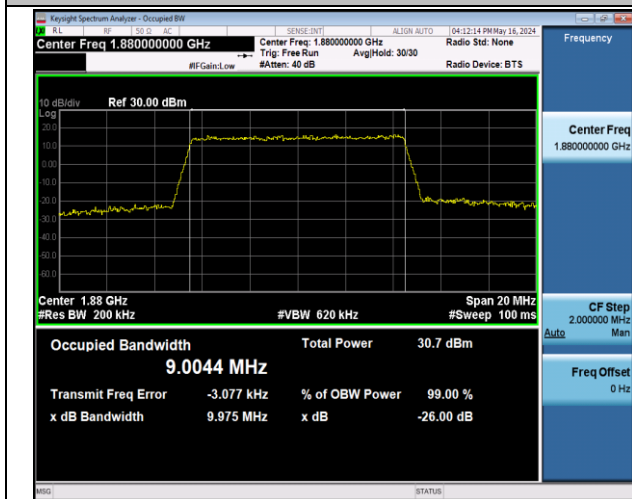 Keysight Spectrum Analyzer - Occupied BW
RL RF 50 Ω AC SENSE:INT ALIGN AUTO 04:12:14 PM May 16, 2024
Center Freq 1.880000000 GHz
Center Freq: 1.880000000 GHz Radio Std: None
Trig: Free Run Avg|Hold: 30/30
#IFGain:Low #Atten: 40 dB Radio Device: BTS
Frequency
10 dB/div Ref 30.00 dBm
Log
20.0
10.0
0.00
-10.0
-20.0
-30.0
-40.0
-50.0
-60.0
Center Freq
1.880000000 GHz
Center 1.88 GHz Span 20 MHz
#Res BW 200 kHz #VBW 620 kHz #Sweep 100 ms
CF Step
2.000000 MHz
Auto Man
Occupied Bandwidth Total Power 30.7 dBm
9.0044 MHz
Transmit Freq Error -3.077 kHz % of OBW Power 99.00 %
x dB Bandwidth 9.975 MHz x dB -26.00 dB
Freq Offset
0 Hz
MSG STATUS